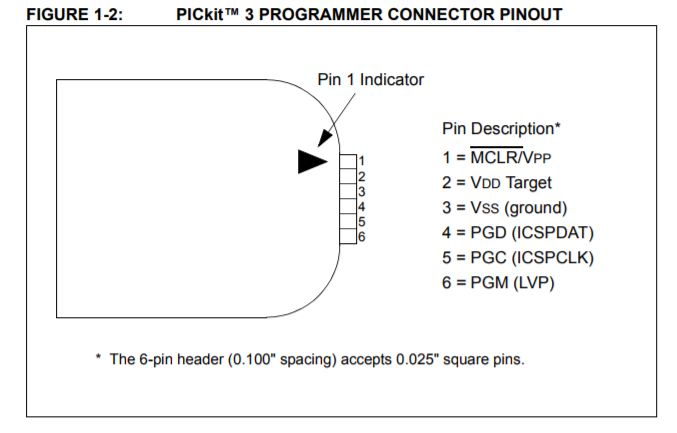 FIGURE 1-2: PICkit™ 3 PROGRAMMER CONNECTOR PINOUT
Pin 1 Indicator
1
2
3
4
5
6
Pin Description*
1 = M̅C̅L̅R̅/VPP
2 = VDD Target
3 = VSS (ground)
4 = PGD (ICSPDAT)
5 = PGC (ICSPCLK)
6 = PGM (LVP)
* The 6-pin header (0.100" spacing) accepts 0.025" square pins.